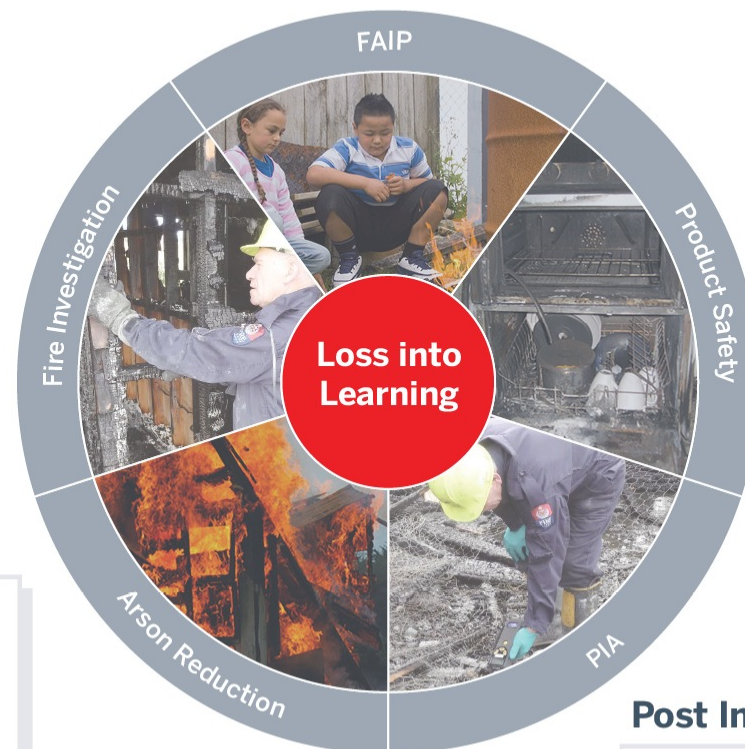 FAIP
Fire Investigation
Product Safety
Loss into
Learning
Arson Reduction
PIA
Post In